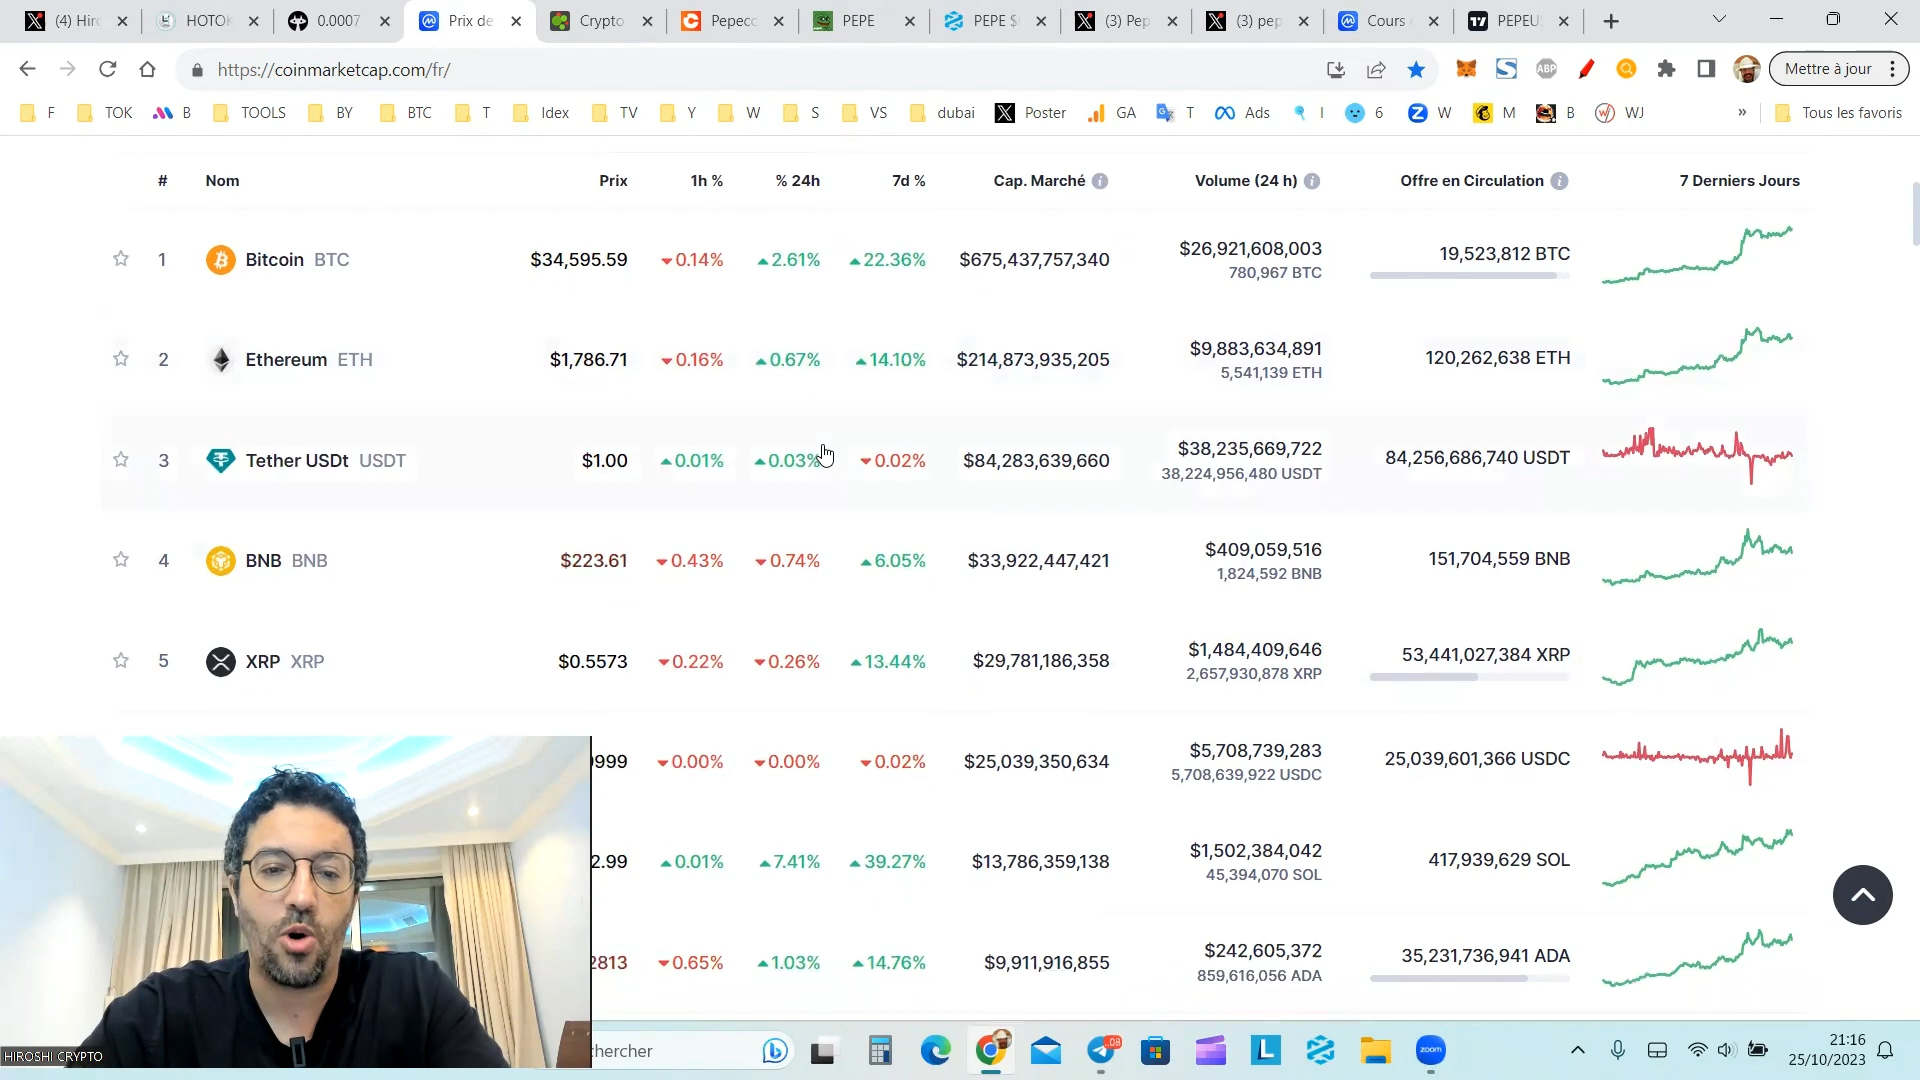 (4) Hiro
HOTOK
0.0007
Prix de
Crypto
Pepeco
PEPE
PEPE $
(3) Pep
(3) pep
Cours
PEPEU
https://coinmarketcap.com/fr/
ABP
Mettre à jour
F
TOK
B
TOOLS
BY
BTC
T
Idex
TV
Y
W
S
VS
dubai
Poster
GA
T
Ads
I
6
W
M
B
WJ
»
Tous les favoris
# Nom Prix 1h % % 24h 7d % Cap. Marché Volume (24 h) Offre en Circulation 7 Derniers Jours
1 Bitcoin BTC $34,595.59 0.14% 2.61% 22.36% $675,437,757,340 $26,921,608,003 19,523,812 BTC
780,967 BTC
2 Ethereum ETH $1,786.71 0.16% 0.67% 14.10% $214,873,935,205 $9,883,634,891 120,262,638 ETH
5,541,139 ETH
3 Tether USDt USDT $1.00 0.01% 0.03% 0.02% $84,283,639,660 $38,235,669,722 84,256,686,740 USDT
38,224,956,480 USDT
4 BNB BNB $223.61 0.43% 0.74% 6.05% $33,922,447,421 $409,059,516 151,704,559 BNB
1,824,592 BNB
5 XRP XRP $0.5573 0.22% 0.26% 13.44% $29,781,186,358 $1,484,409,646 53,441,027,384 XRP
2,657,930,878 XRP
999 0.00% 0.00% 0.02% $25,039,350,634 $5,708,739,283 25,039,601,366 USDC
5,708,639,922 USDC
2.99 0.01% 7.41% 39.27% $13,786,359,138 $1,502,384,042 417,939,629 SOL
45,394,070 SOL
2813 0.65% 1.03% 14.76% $9,911,916,855 $242,605,372 35,231,736,941 ADA
859,616,056 ADA
HIROSHI CRYPTO
chercher
.08
L
zoom
21:16
25/10/2023